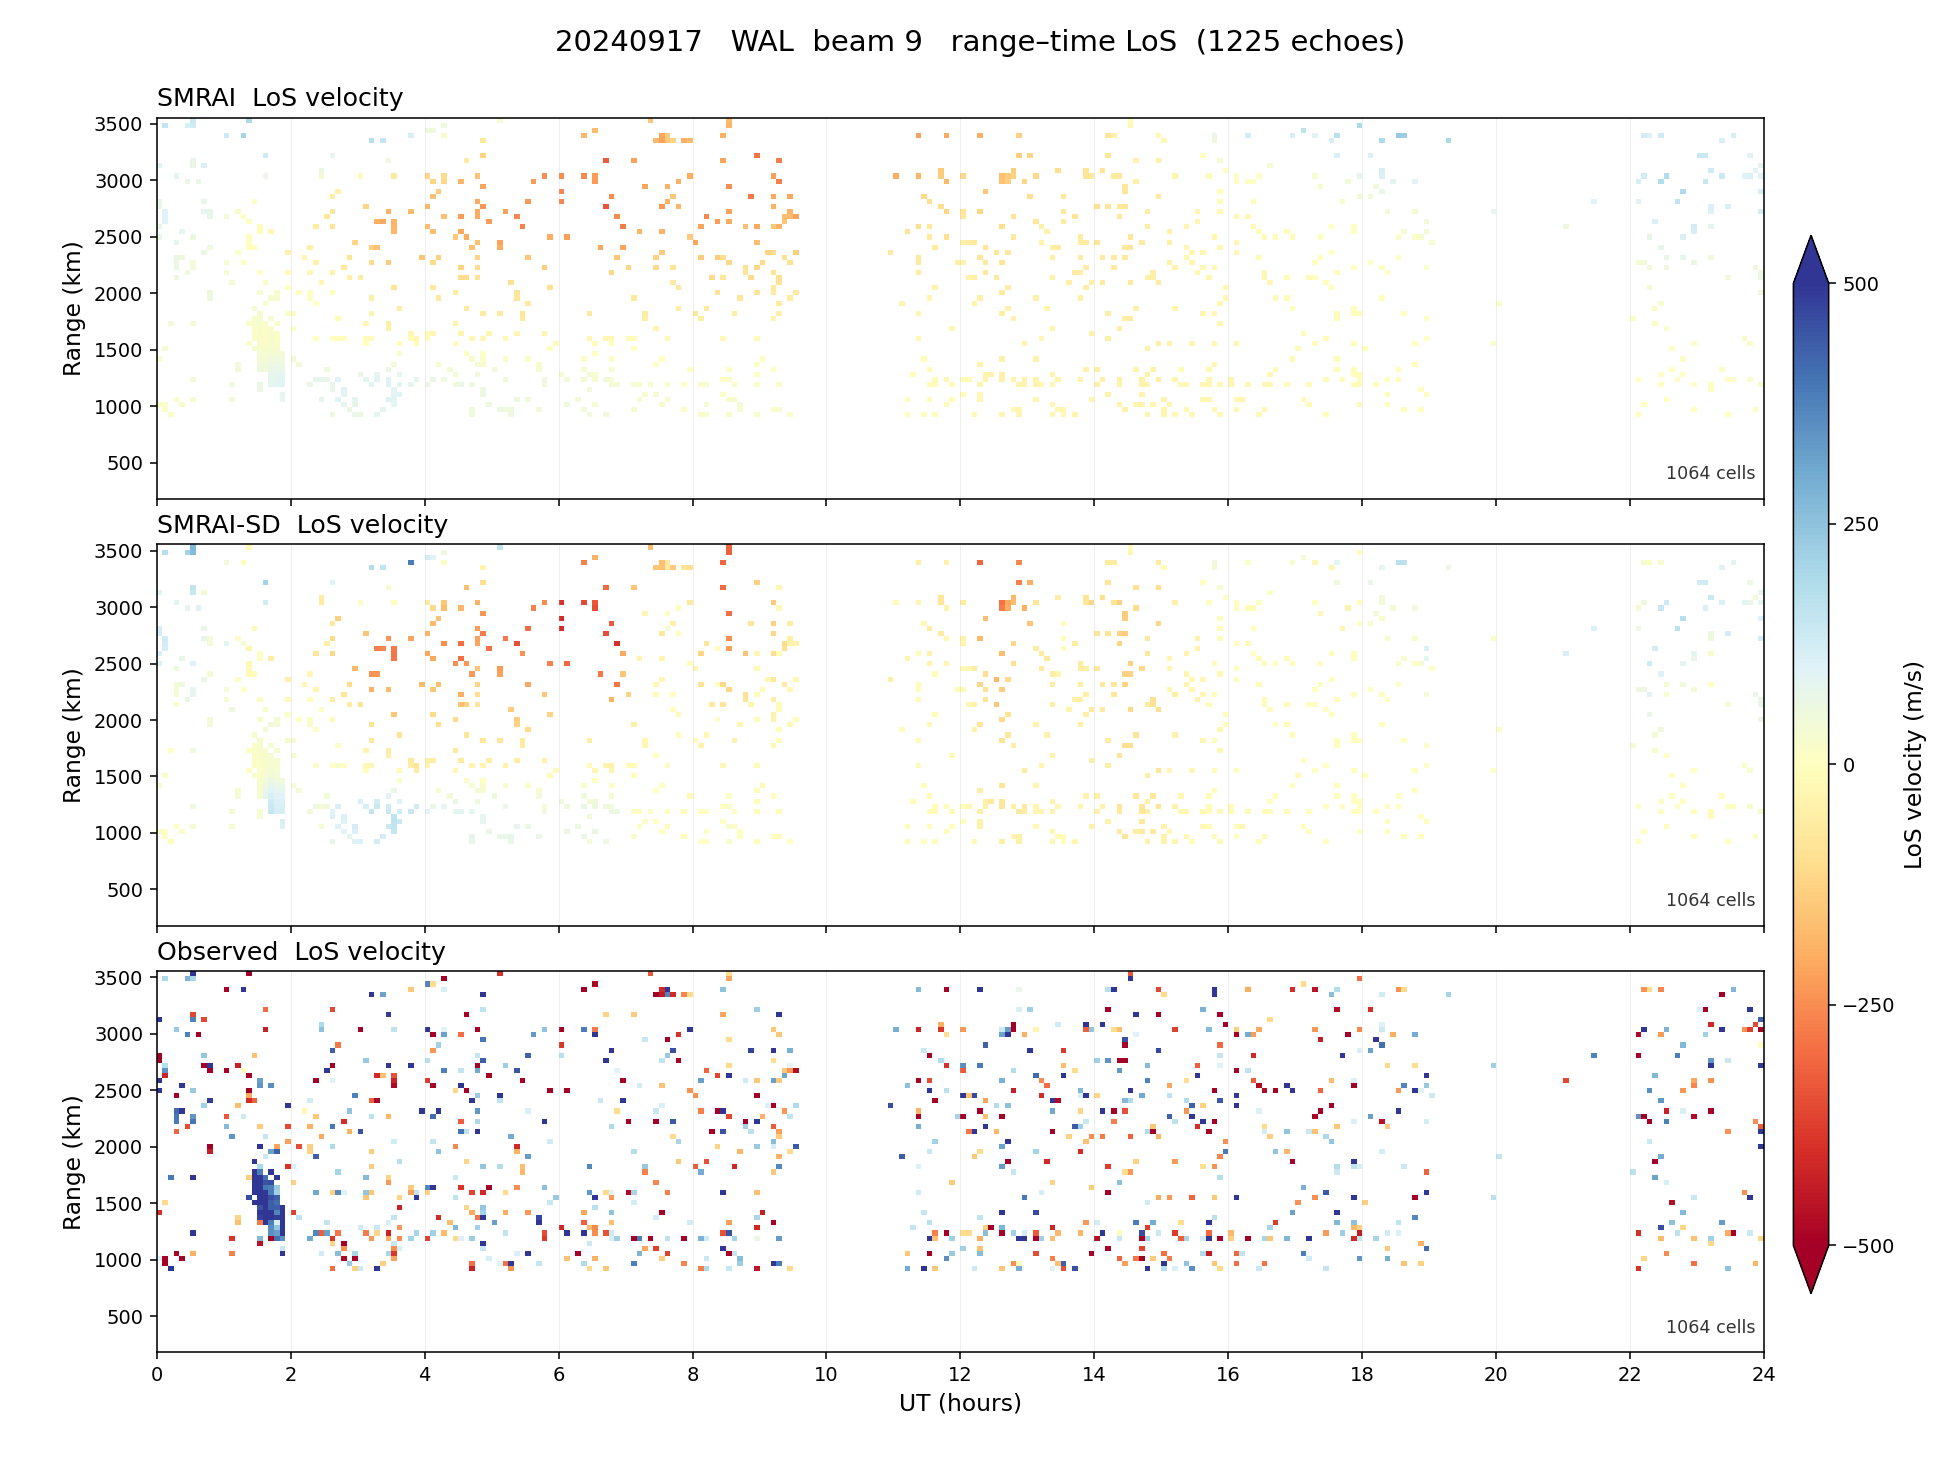 20240917   WAL  beam 9   range–time LoS  (1225 echoes)
SMRAI  LoS velocity
3500
3000
2500
2000
1500
1000
500
Range (km)
1064 cells
SMRAI-SD  LoS velocity
3500
3000
2500
2000
1500
1000
500
Range (km)
1064 cells
Observed  LoS velocity
3500
3000
2500
2000
1500
1000
500
Range (km)
1064 cells
0 2 4 6 8 10 12 14 16 18 20 22 24
UT (hours)
500
250
0
−250
−500
LoS velocity (m/s)